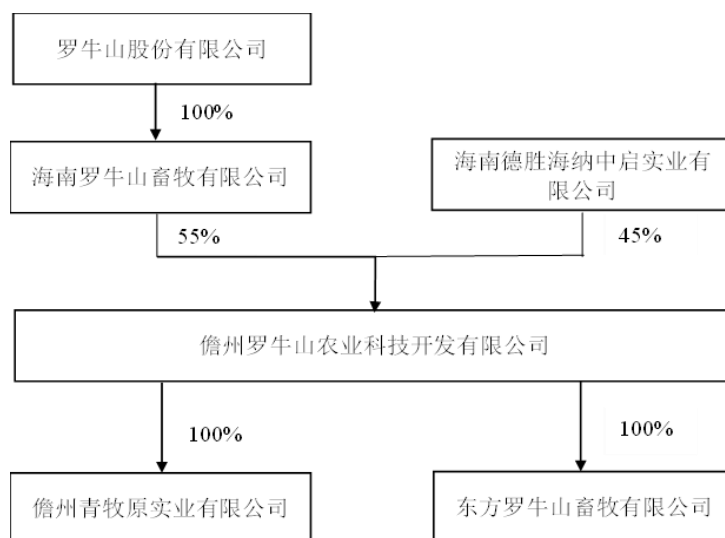 罗牛山股份有限公司
100%
海南罗牛山畜牧有限公司
海南德胜海纳中启实业有
限公司
55%
45%
儋州罗牛山农业科技开发有限公司
100%
100%
儋州青牧原实业有限公司
东方罗牛山畜牧有限公司